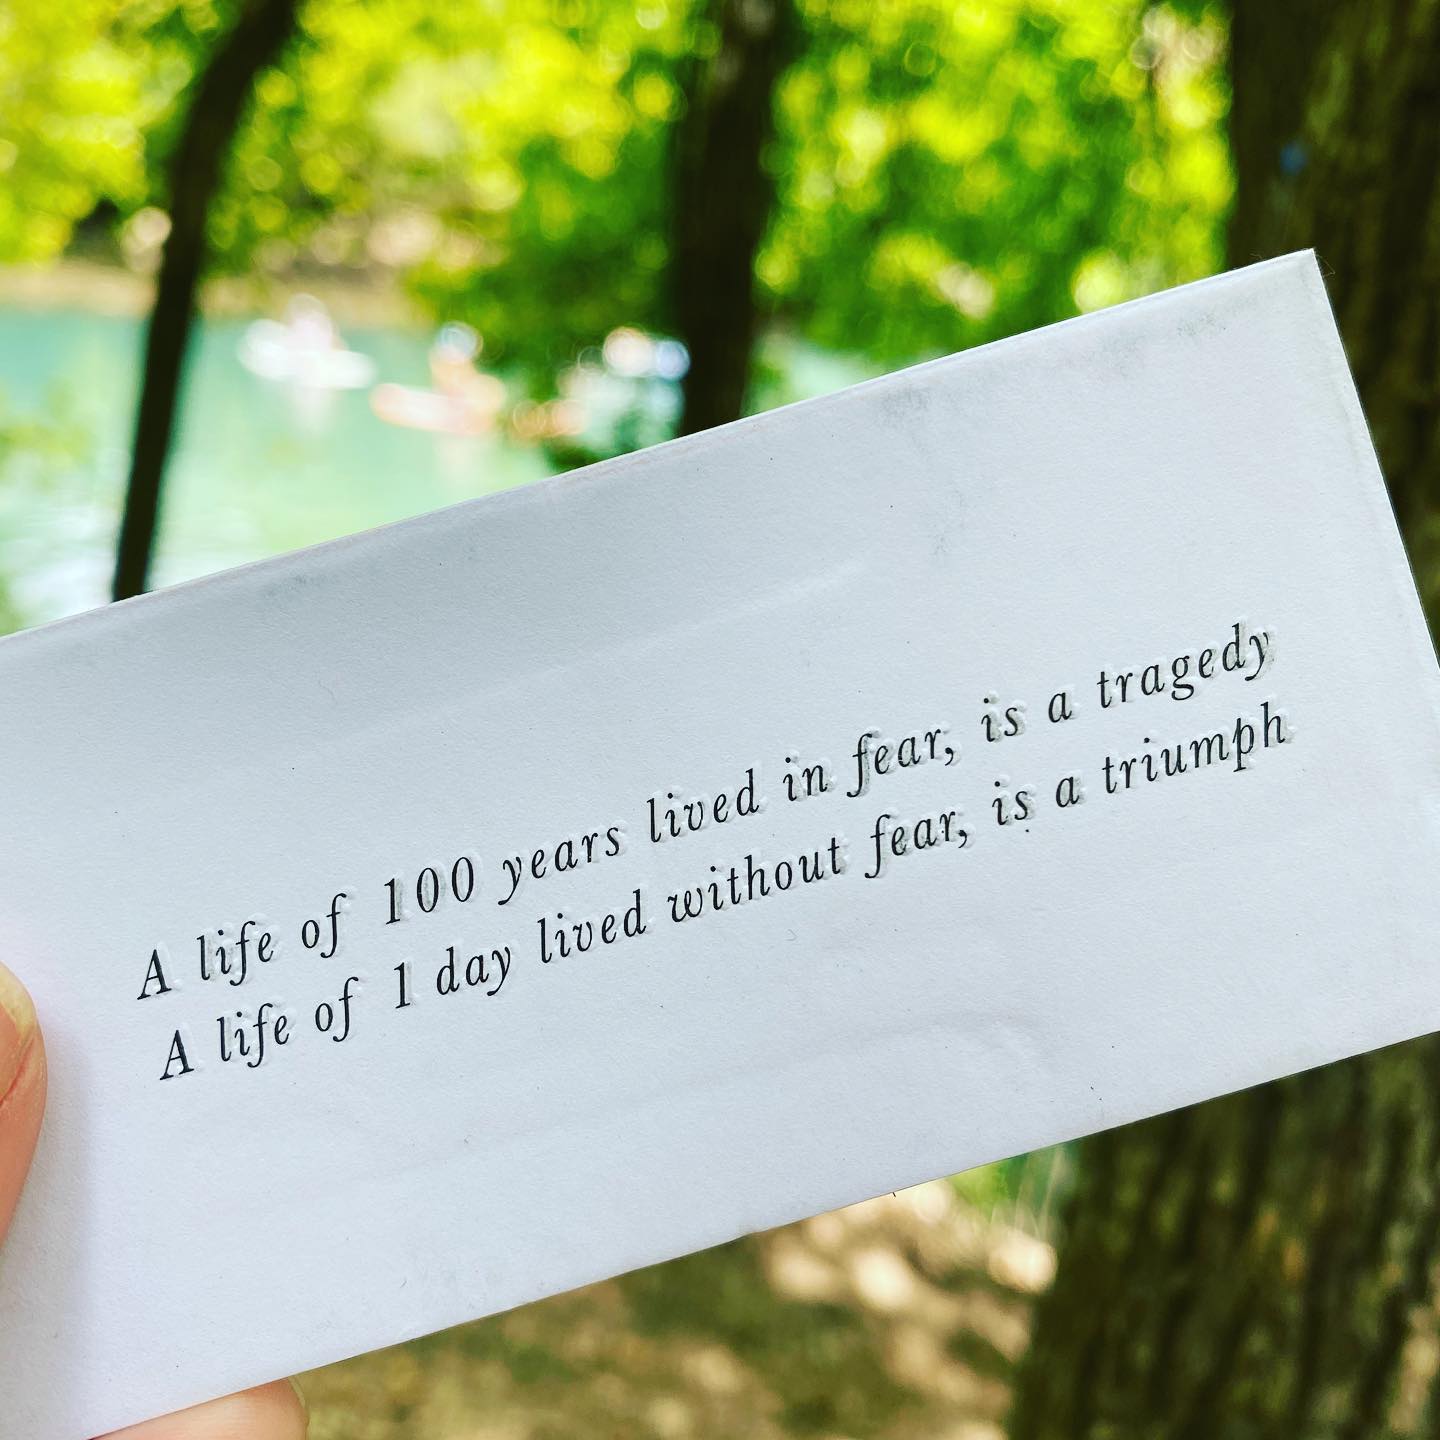 A life of 100 years lived in fear, is a tragedy
A life of 1 day lived without fear, is a triumph